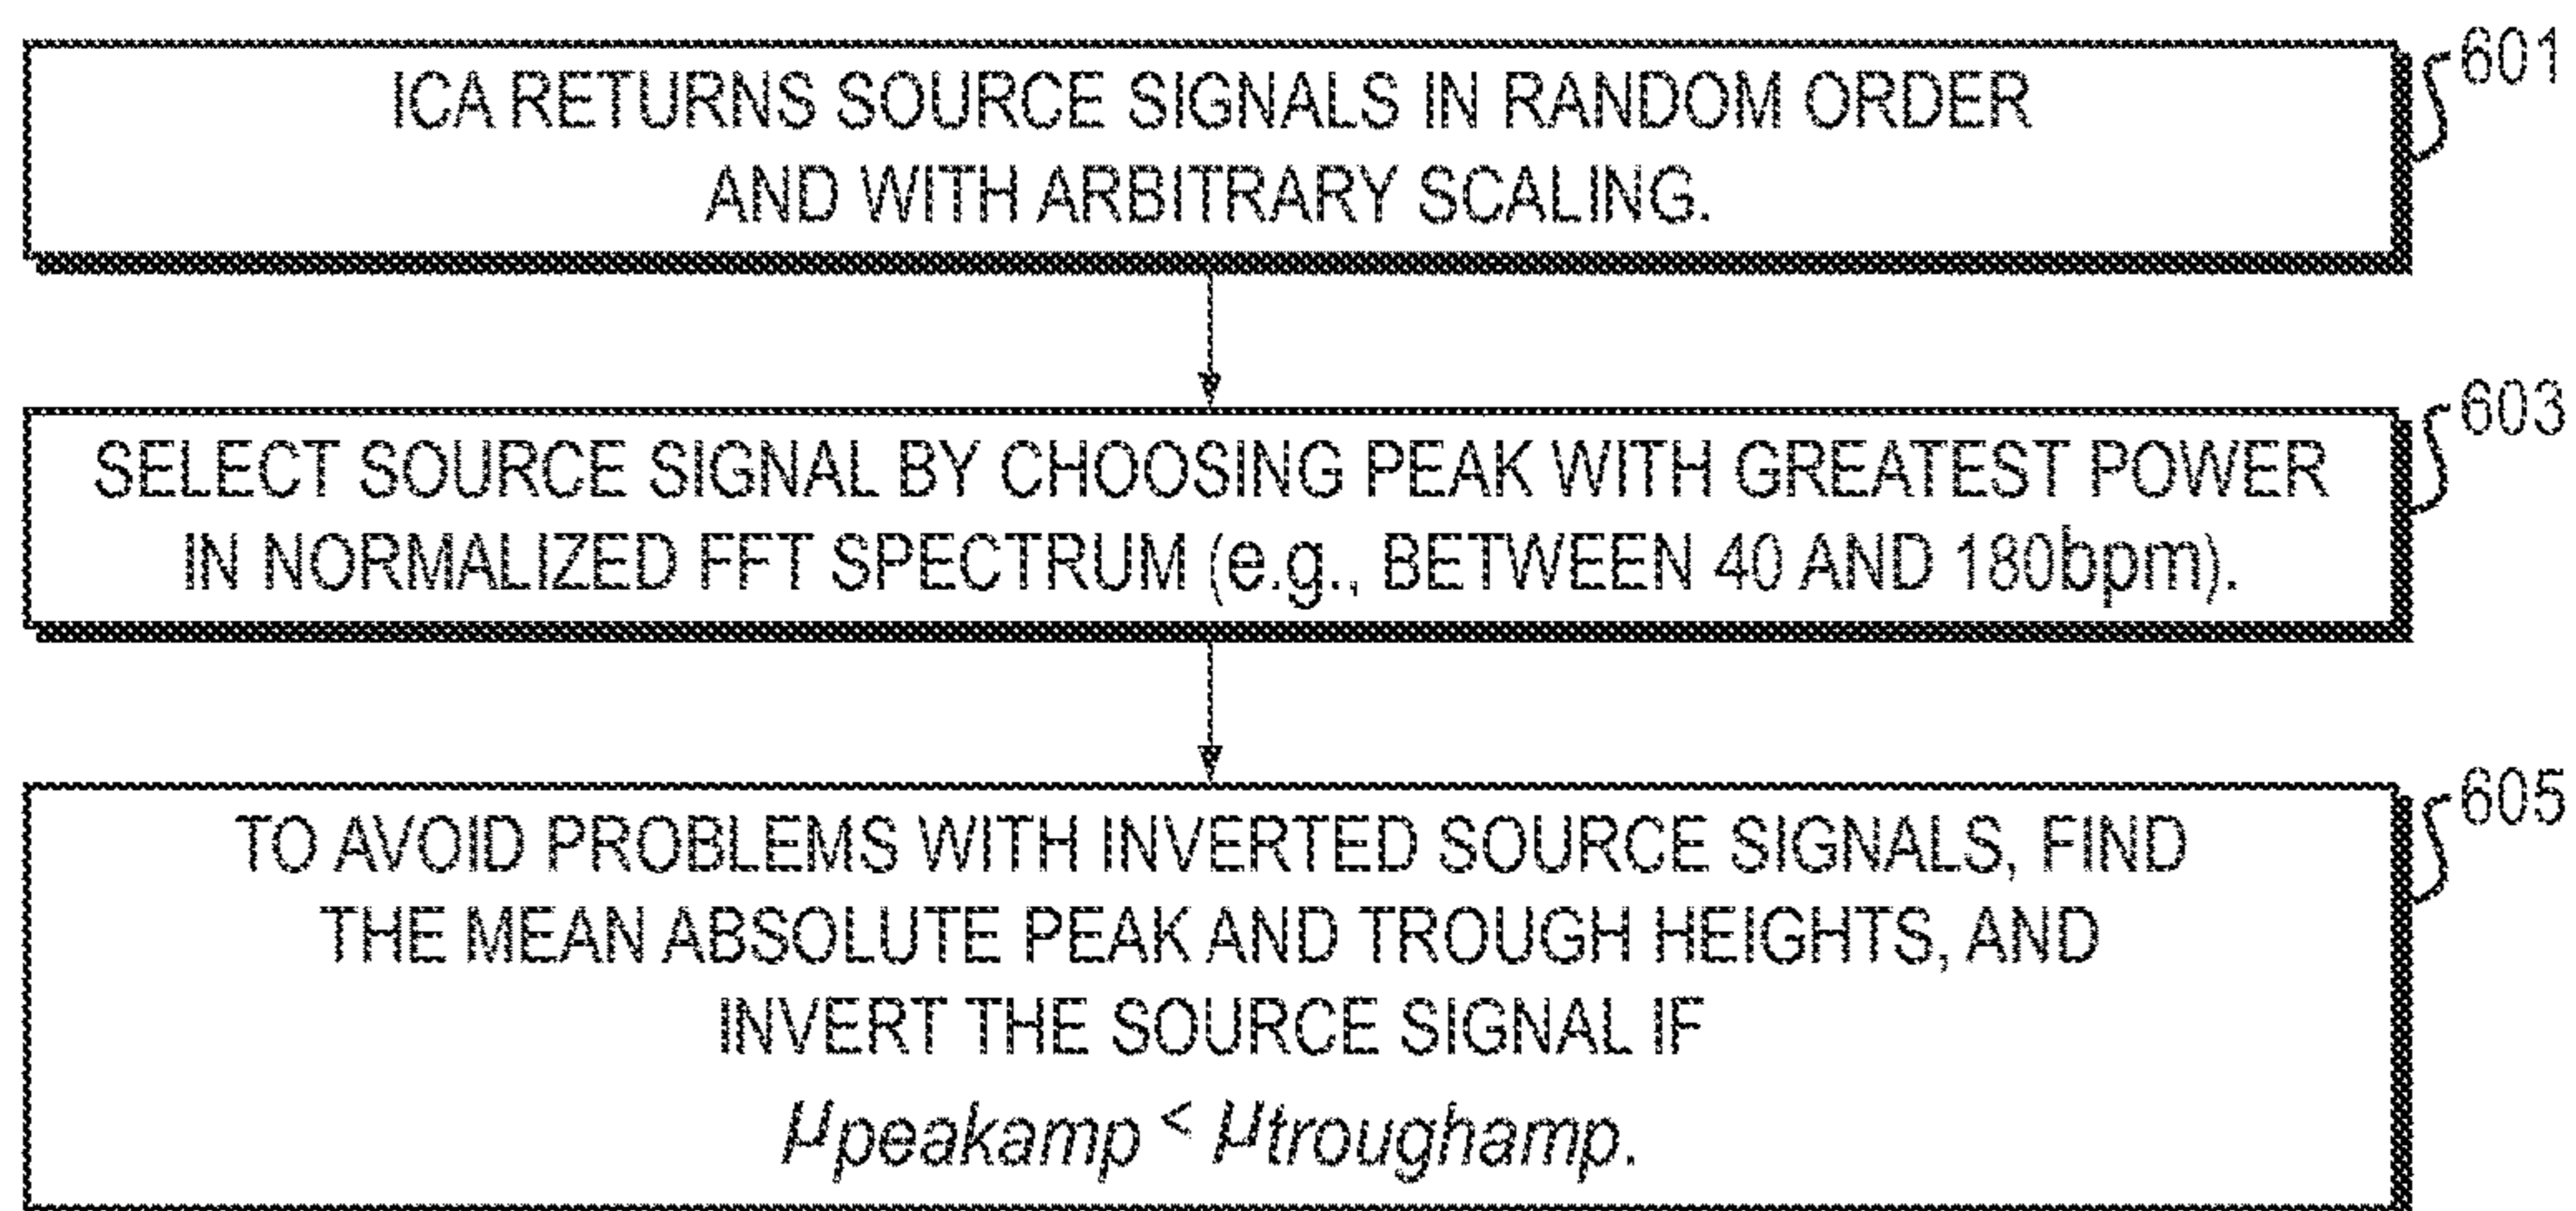 601
ICA RETURNS SOURCE SIGNALS IN RANDOM ORDER
AND WITH ARBITRARY SCALING.
603
SELECT SOURCE SIGNAL BY CHOOSING PEAK WITH GREATEST POWER
IN NORMALIZED FFT SPECTRUM (e.g., BETWEEN 40 AND 180bpm).
605
TO AVOID PROBLEMS WITH INVERTED SOURCE SIGNALS, FIND
THE MEAN ABSOLUTE PEAK AND TROUGH HEIGHTS, AND
INVERT THE SOURCE SIGNAL IF
μpeakamp < μtroughamp.